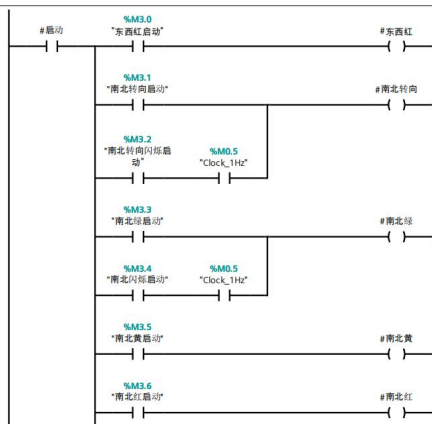 %M3.0
#启动
"东西红启动"
#东西红
%M3.1
"南北转向启动"
#南北转向
%M3.2
"南北转向闪烁启
动"
%M0.5
"Clock_1Hz"
%M3.3
"南北绿启动"
#南北绿
%M3.4
"南北闪烁启动"
%M0.5
"Clock_1Hz"
%M3.5
"南北黄启动"
#南北黄
%M3.6
"南北红启动"
#南北红